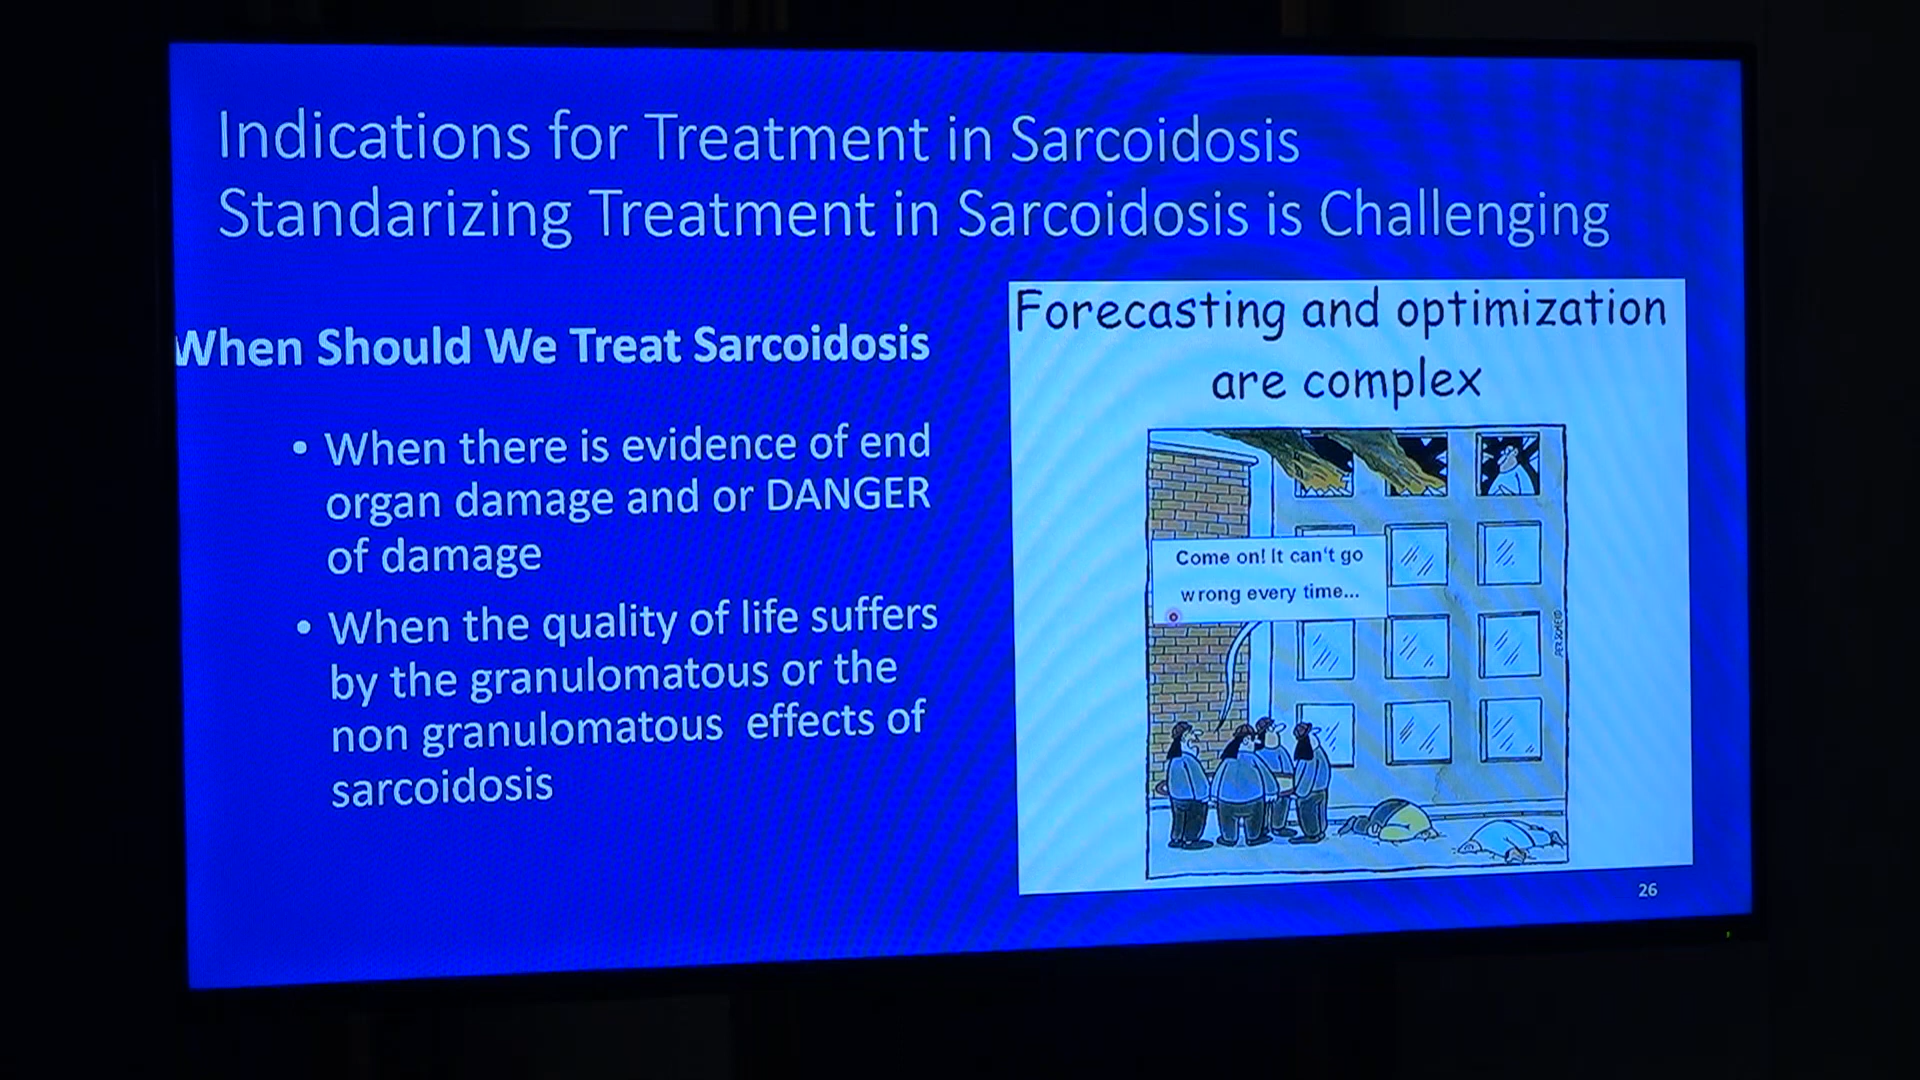 Indications for Treatment in Sarcoidosis
Standarizing Treatment in Sarcoidosis is Challenging
When Should We Treat Sarcoidosis
• When there is evidence of end
organ damage and or DANGER
of damage
• When the quality of life suffers
by the granulomatous or the
non granulomatous effects of
sarcoidosis
Forecasting and optimization
are complex
Come on! It can't go
wrong every time...
26